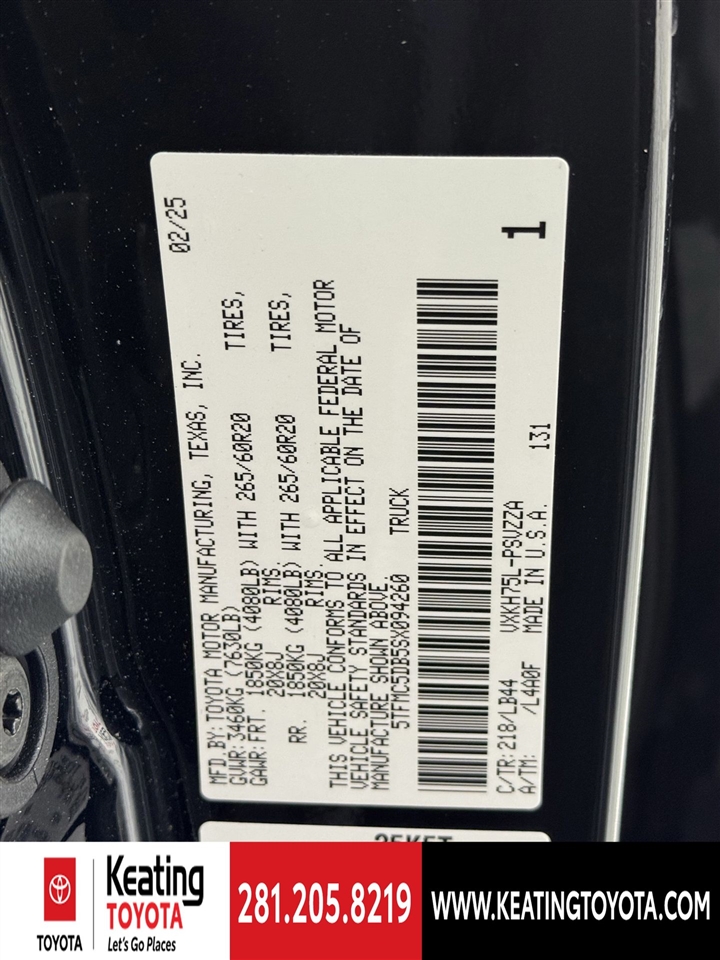 02/25
MFD.BY:TOYOTA MOTOR MANUFACTURING, TEXAS, INC.
GVWR:3460KG (7630LB)
GAWR:FRT. 1850KG (4080LB) WITH 265/60R20 TIRES,
20X8J RIMS.
RR. 1850KG (4080LB) WITH 265/60R20 TIRES,
20X8J RIMS.
THIS VEHICLE CONFORMS TO ALL APPLICABLE FEDERAL MOTOR
VEHICLE SAFETY STANDARDS IN EFFECT ON THE DATE OF
MANUFACTURE SHOWN ABOVE.
5TFMC5DB5SX094260 TRUCK
1
C/TR:218/LB44 VXKH75L-PSVZZA
A/TM: /L4A0F MADE IN U.S.A. 131
TOYOTA
Keating
TOYOTA
Let's Go Places
281.205.8219
WWW.KEATINGTOYOTA.COM